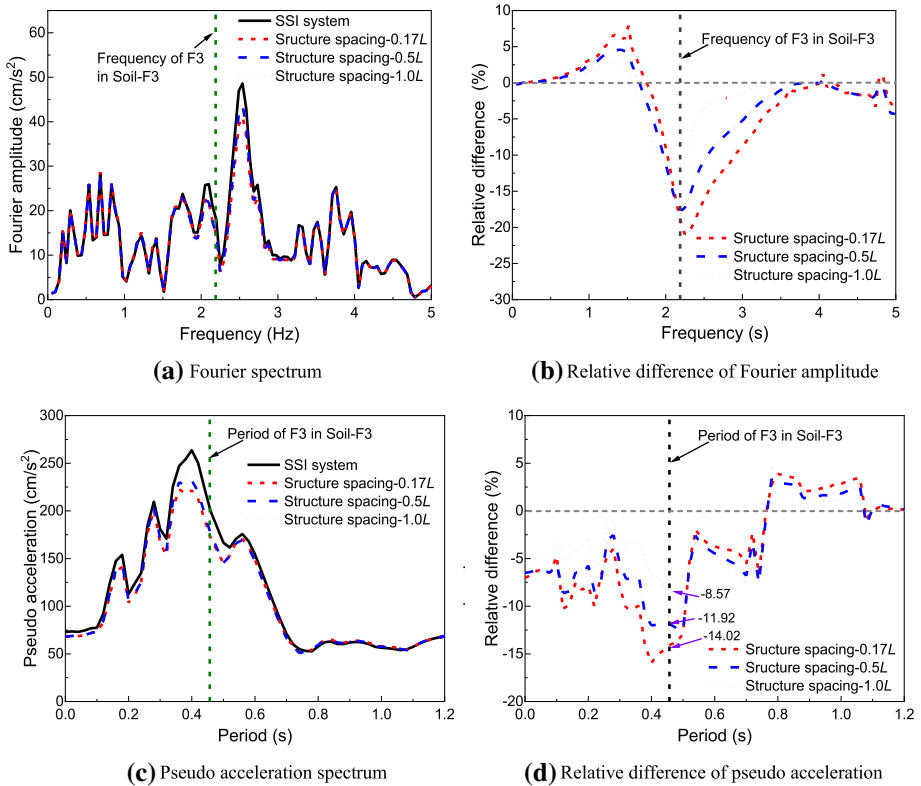 60
50
40
30
20
10
0
Fourier amplitude (cm/s²)
SSI system
Sructure spacing-0.17L
Sructure spacing-0.5L
Structure spacing-1.0L
Frequency of F3
in Soil-F3
0 1 2 3 4 5
Frequency (Hz)
(a) Fourier spectrum
10
5
0
-5
-10
-15
-20
-25
-30
Relative difference (%)
Frequency of F3 in Soil-F3
Sructure spacing-0.17L
Sructure spacing-0.5L
Structure spacing-1.0L
0 1 2 3 4 5
Frequency (s)
(b) Relative difference of Fourier amplitude
300
250
200
150
100
50
0
Pseudo acceleration (cm/s²)
Period of F3 in Soil-F3
SSI system
Sructure spacing-0.17L
Sructure spacing-0.5L
Structure spacing-1.0L
0.0 0.2 0.4 0.6 0.8 1.0 1.2
Period (s)
(c) Pseudo acceleration spectrum
10
5
0
-5
-10
-15
-20
Relative difference (%)
Period of F3 in Soil-F3
-8.57
-11.92
-14.02
Sructure spacing-0.17L
Sructure spacing-0.5L
Structure spacing-1.0L
0.0 0.2 0.4 0.6 0.8 1.0 1.2
Period (s)
(d) Relative difference of pseudo acceleration